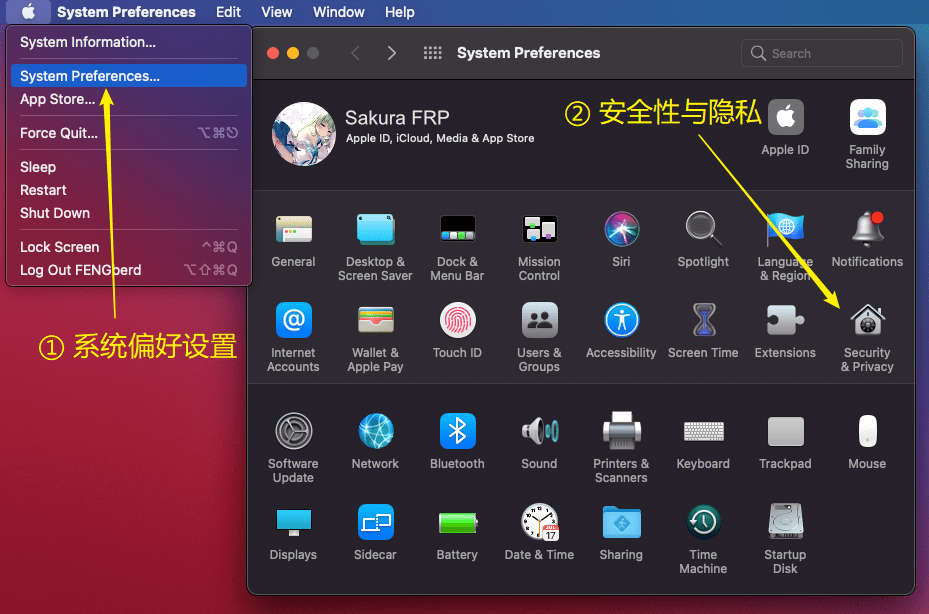 System Preferences Edit View Window Help
System Information...
System Preferences...
App Store...
Force Quit... ⌥⌘⎋
Sleep
Restart
Shut Down
Lock Screen ^⌘Q
Log Out FENGberd ⌥⇧⌘Q
① 系统偏好设置
System Preferences
Search
Sakura FRP
Apple ID, iCloud, Media & App Store
② 安全性与隐私
Apple ID
Family
Sharing
General
Desktop &
Screen Saver
Dock &
Menu Bar
Mission
Control
Siri
Spotlight
Language
& Region
Notifications
Internet
Accounts
Wallet &
Apple Pay
Touch ID
Users &
Groups
Accessibility
Screen Time
Extensions
Security
& Privacy
Software
Update
Network
Bluetooth
Sound
Printers &
Scanners
Keyboard
Trackpad
Mouse
Displays
Sidecar
Battery
JUL
17
Date & Time
Sharing
Time
Machine
Startup
Disk